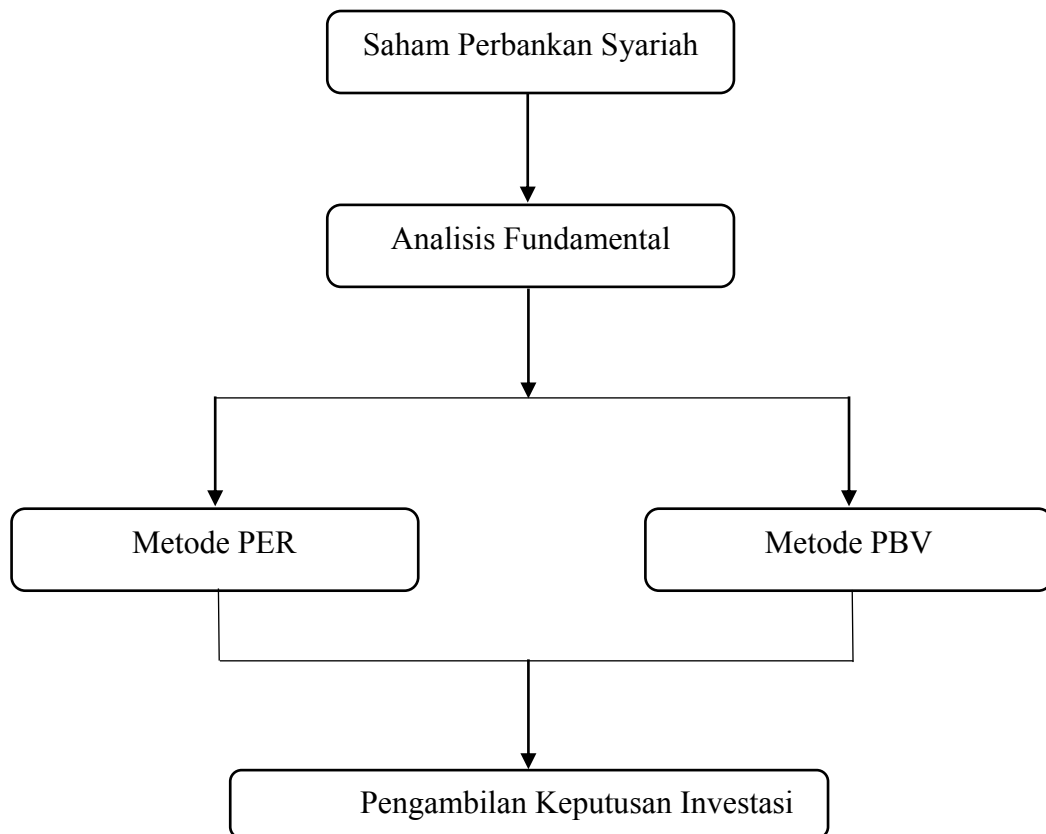 Saham Perbankan Syariah
Analisis Fundamental
Metode PER
Metode PBV
Pengambilan Keputusan Investasi